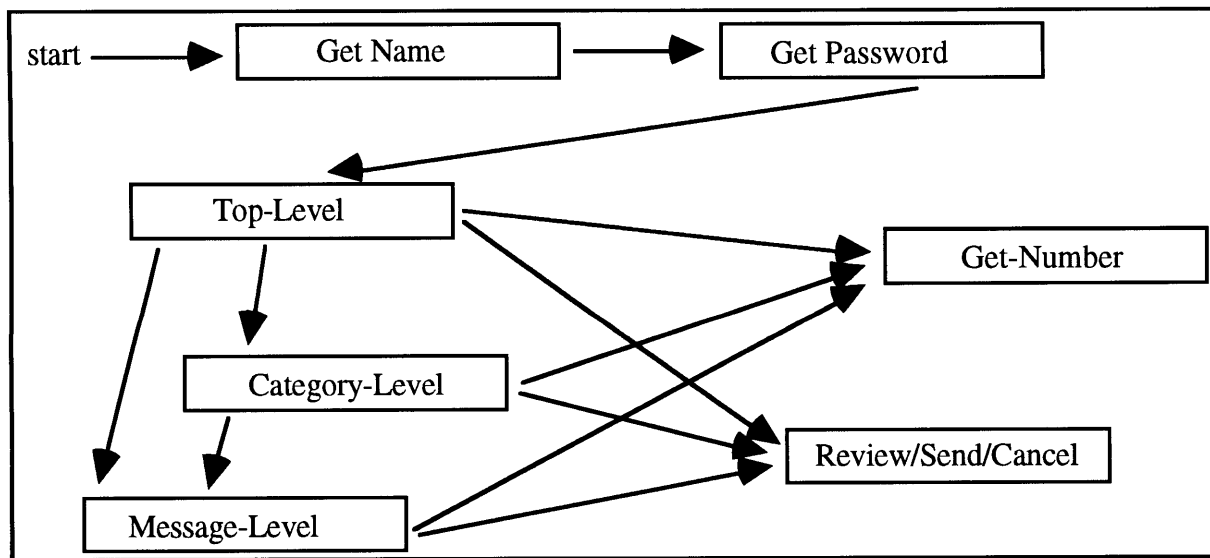 start
Get Name
Get Password
Top-Level
Get-Number
Category-Level
Review/Send/Cancel
Message-Level